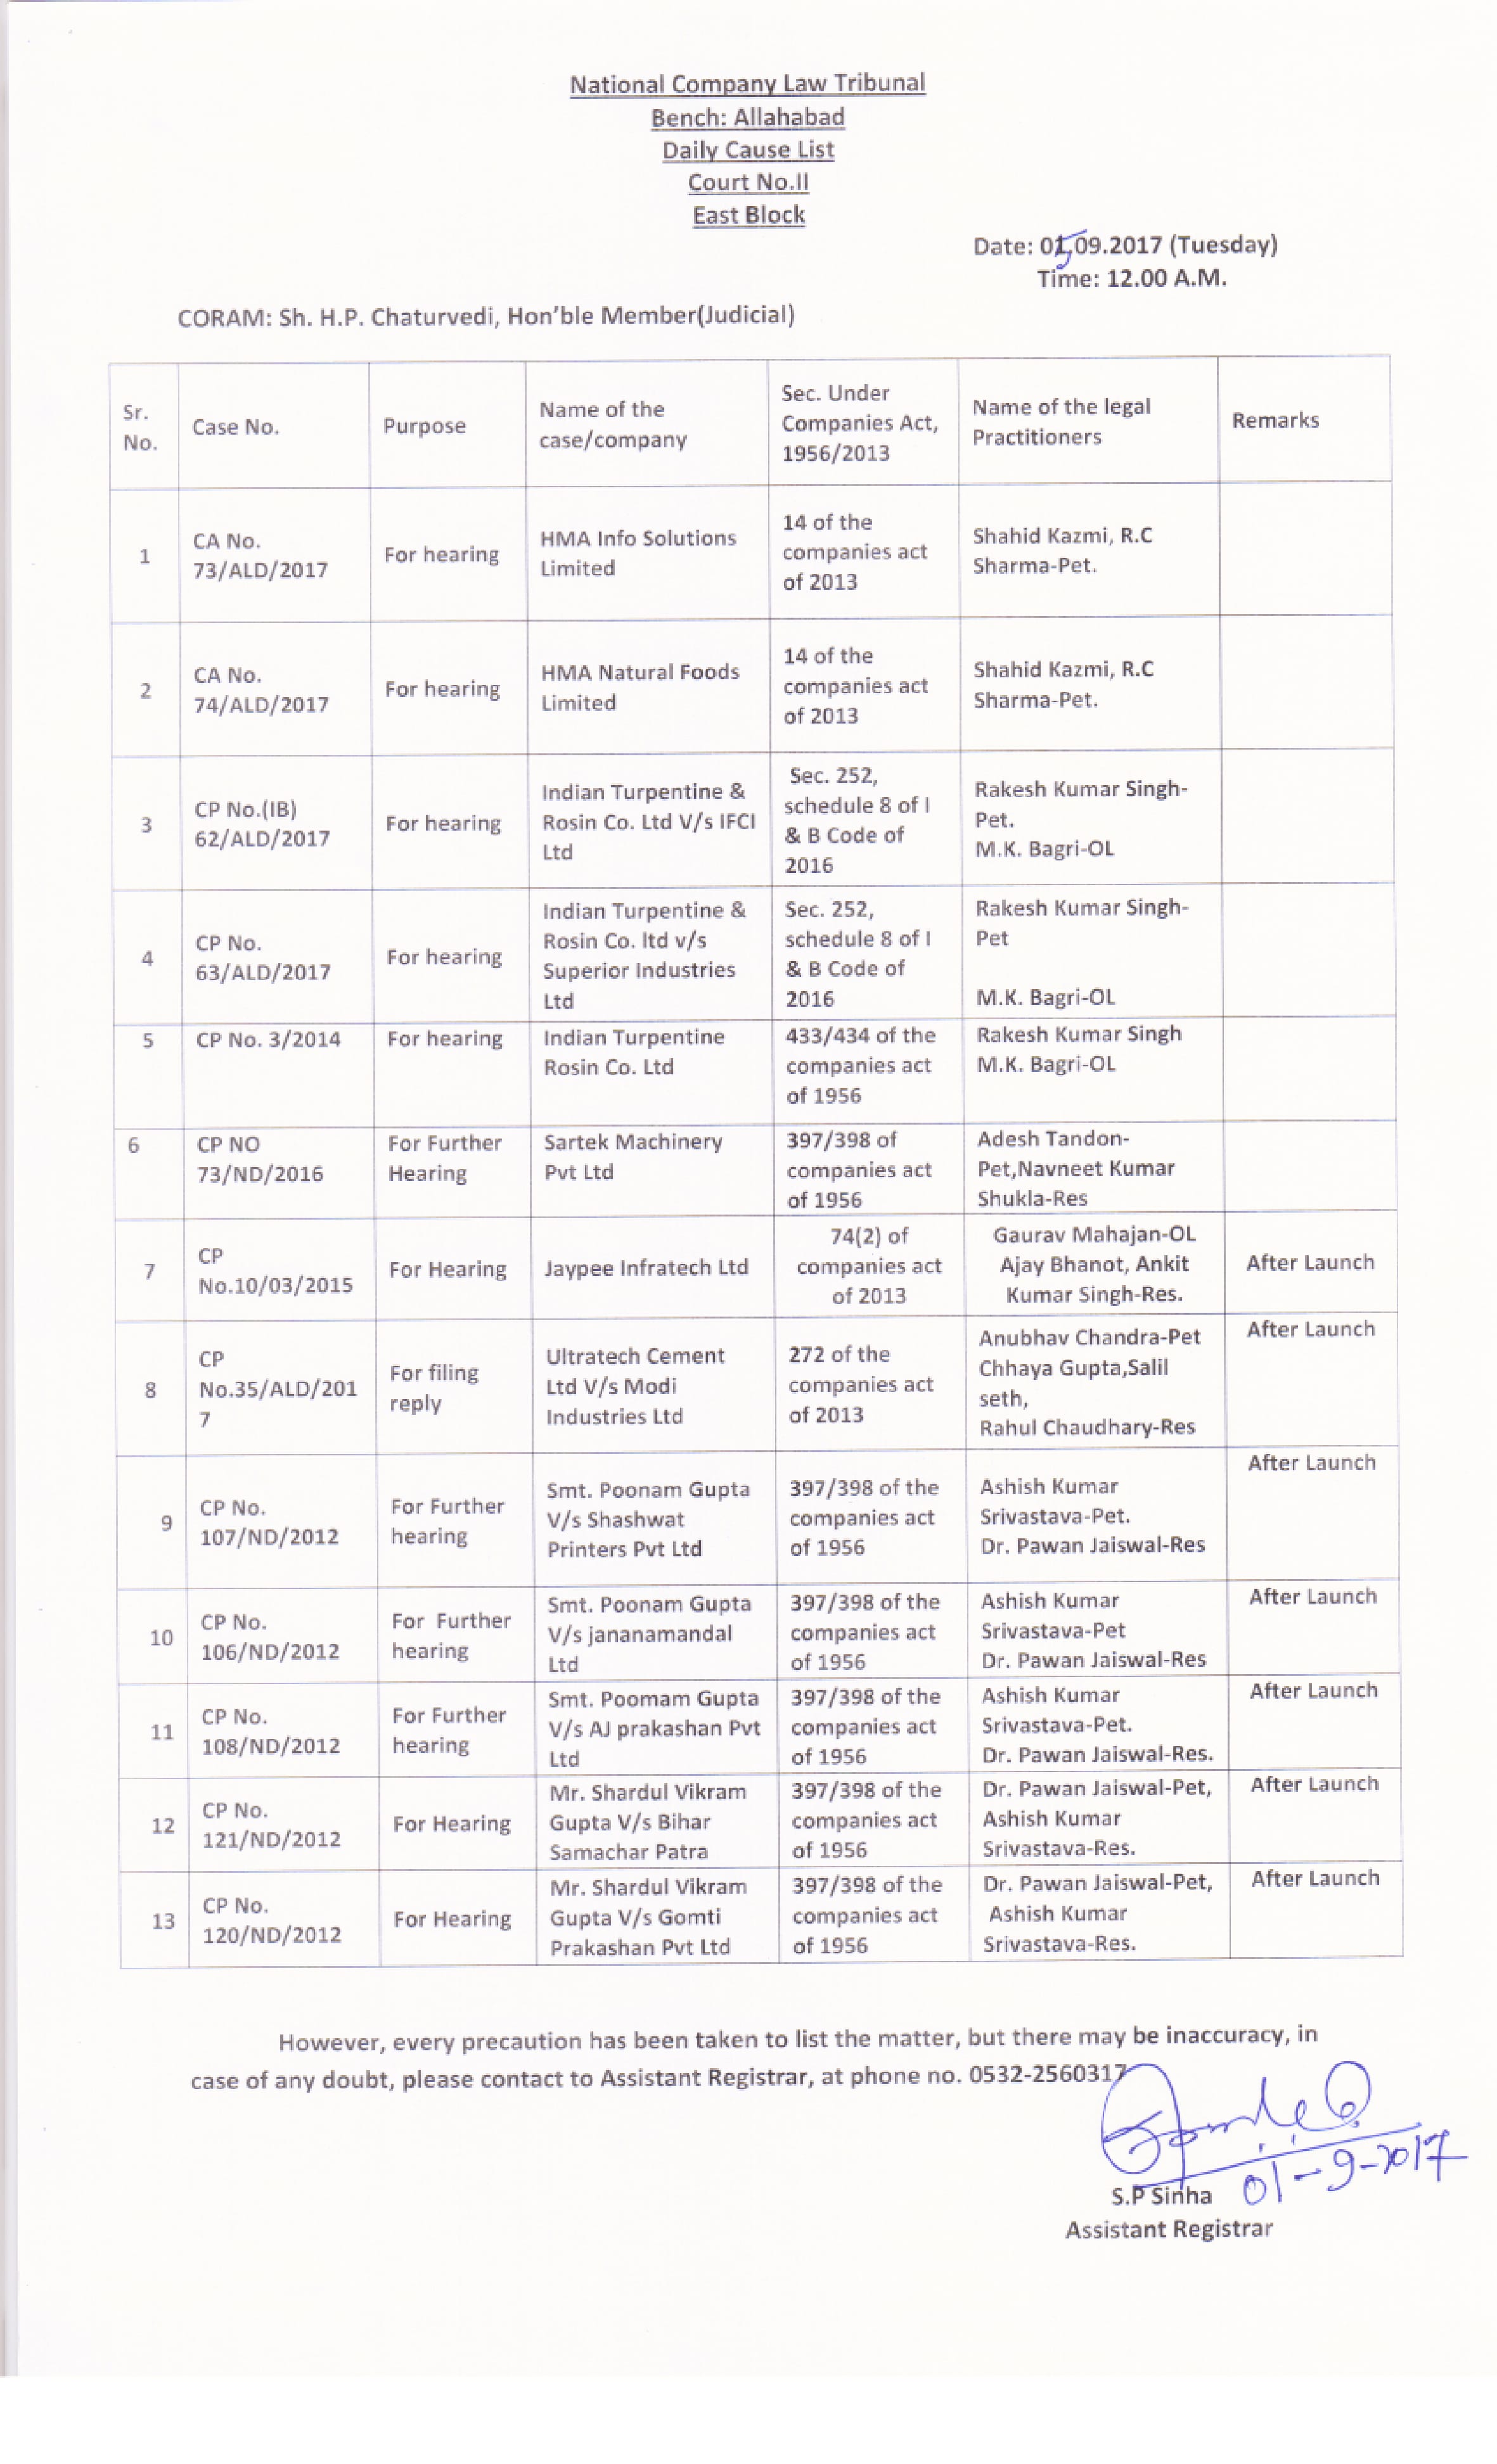 National Company Law Tribunal
Bench: Allahabad
Daily Cause List
Court No.II
East Block
Date: 05.09.2017 (Tuesday)
Time: 12.00 A.M.
CORAM: Sh. H.P. Chaturvedi, Hon'ble Member(Judicial)
Sr.
No.
Case No.
Purpose
Name of the
case/company
Sec. Under
Companies Act,
1956/2013
Name of the legal
Practitioners
Remarks
1
CA No.
73/ALD/2017
For hearing
HMA Info Solutions
Limited
14 of the
companies act
of 2013
Shahid Kazmi, R.C
Sharma-Pet.
2
CA No.
74/ALD/2017
For hearing
HMA Natural Foods
Limited
14 of the
companies act
of 2013
Shahid Kazmi, R.C
Sharma-Pet.
3
CP No.(IB)
62/ALD/2017
For hearing
Indian Turpentine &
Rosin Co. Ltd V/s IFCI
Ltd
Sec. 252,
schedule 8 of I
& B Code of
2016
Rakesh Kumar Singh-
Pet.
M.K. Bagri-OL
4
CP No.
63/ALD/2017
For hearing
Indian Turpentine &
Rosin Co. ltd v/s
Superior Industries
Ltd
Sec. 252,
schedule 8 of I
& B Code of
2016
Rakesh Kumar Singh-
Pet
M.K. Bagri-OL
5
CP No. 3/2014
For hearing
Indian Turpentine
Rosin Co. Ltd
433/434 of the
companies act
of 1956
Rakesh Kumar Singh
M.K. Bagri-OL
6
CP NO
73/ND/2016
For Further
Hearing
Sartek Machinery
Pvt Ltd
397/398 of
companies act
of 1956
Adesh Tandon-
Pet,Navneet Kumar
Shukla-Res
7
CP
No.10/03/2015
For Hearing
Jaypee Infratech Ltd
74(2) of
companies act
of 2013
Gaurav Mahajan-OL
Ajay Bhanot, Ankit
Kumar Singh-Res.
After Launch
8
CP
No.35/ALD/201
7
For filing
reply
Ultratech Cement
Ltd V/s Modi
Industries Ltd
272 of the
companies act
of 2013
Anubhav Chandra-Pet
Chhaya Gupta,Salil
seth,
Rahul Chaudhary-Res
After Launch
9
CP No.
107/ND/2012
For Further
hearing
Smt. Poonam Gupta
V/s Shashwat
Printers Pvt Ltd
397/398 of the
companies act
of 1956
Ashish Kumar
Srivastava-Pet.
Dr. Pawan Jaiswal-Res
After Launch
10
CP No.
106/ND/2012
For Further
hearing
Smt. Poonam Gupta
V/s jananamandal
Ltd
397/398 of the
companies act
of 1956
Ashish Kumar
Srivastava-Pet
Dr. Pawan Jaiswal-Res
After Launch
11
CP No.
108/ND/2012
For Further
hearing
Smt. Poomam Gupta
V/s AJ prakashan Pvt
Ltd
397/398 of the
companies act
of 1956
Ashish Kumar
Srivastava-Pet.
Dr. Pawan Jaiswal-Res.
After Launch
12
CP No.
121/ND/2012
For Hearing
Mr. Shardul Vikram
Gupta V/s Bihar
Samachar Patra
397/398 of the
companies act
of 1956
Dr. Pawan Jaiswal-Pet,
Ashish Kumar
Srivastava-Res.
After Launch
13
CP No.
120/ND/2012
For Hearing
Mr. Shardul Vikram
Gupta V/s Gomti
Prakashan Pvt Ltd
397/398 of the
companies act
of 1956
Dr. Pawan Jaiswal-Pet,
Ashish Kumar
Srivastava-Res.
After Launch
However, every precaution has been taken to list the matter, but there may be inaccuracy, in
case of any doubt, please contact to Assistant Registrar, at phone no. 0532-2560317
01-9-2017
S.P Sinha
Assistant Registrar